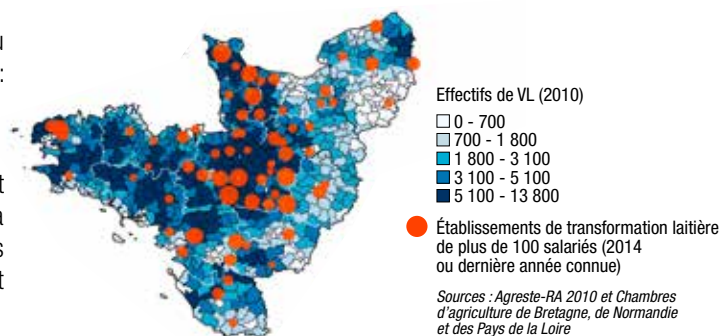 u
:
t
a
s
t
Effectifs de VL (2010)
0 - 700
700 - 1 800
1 800 - 3 100
3 100 - 5 100
5 100 - 13 800
Établissements de transformation laitière
de plus de 100 salariés (2014
ou dernière année connue)
Sources : Agreste-RA 2010 et Chambres
d'agriculture de Bretagne, de Normandie
et des Pays de la Loire